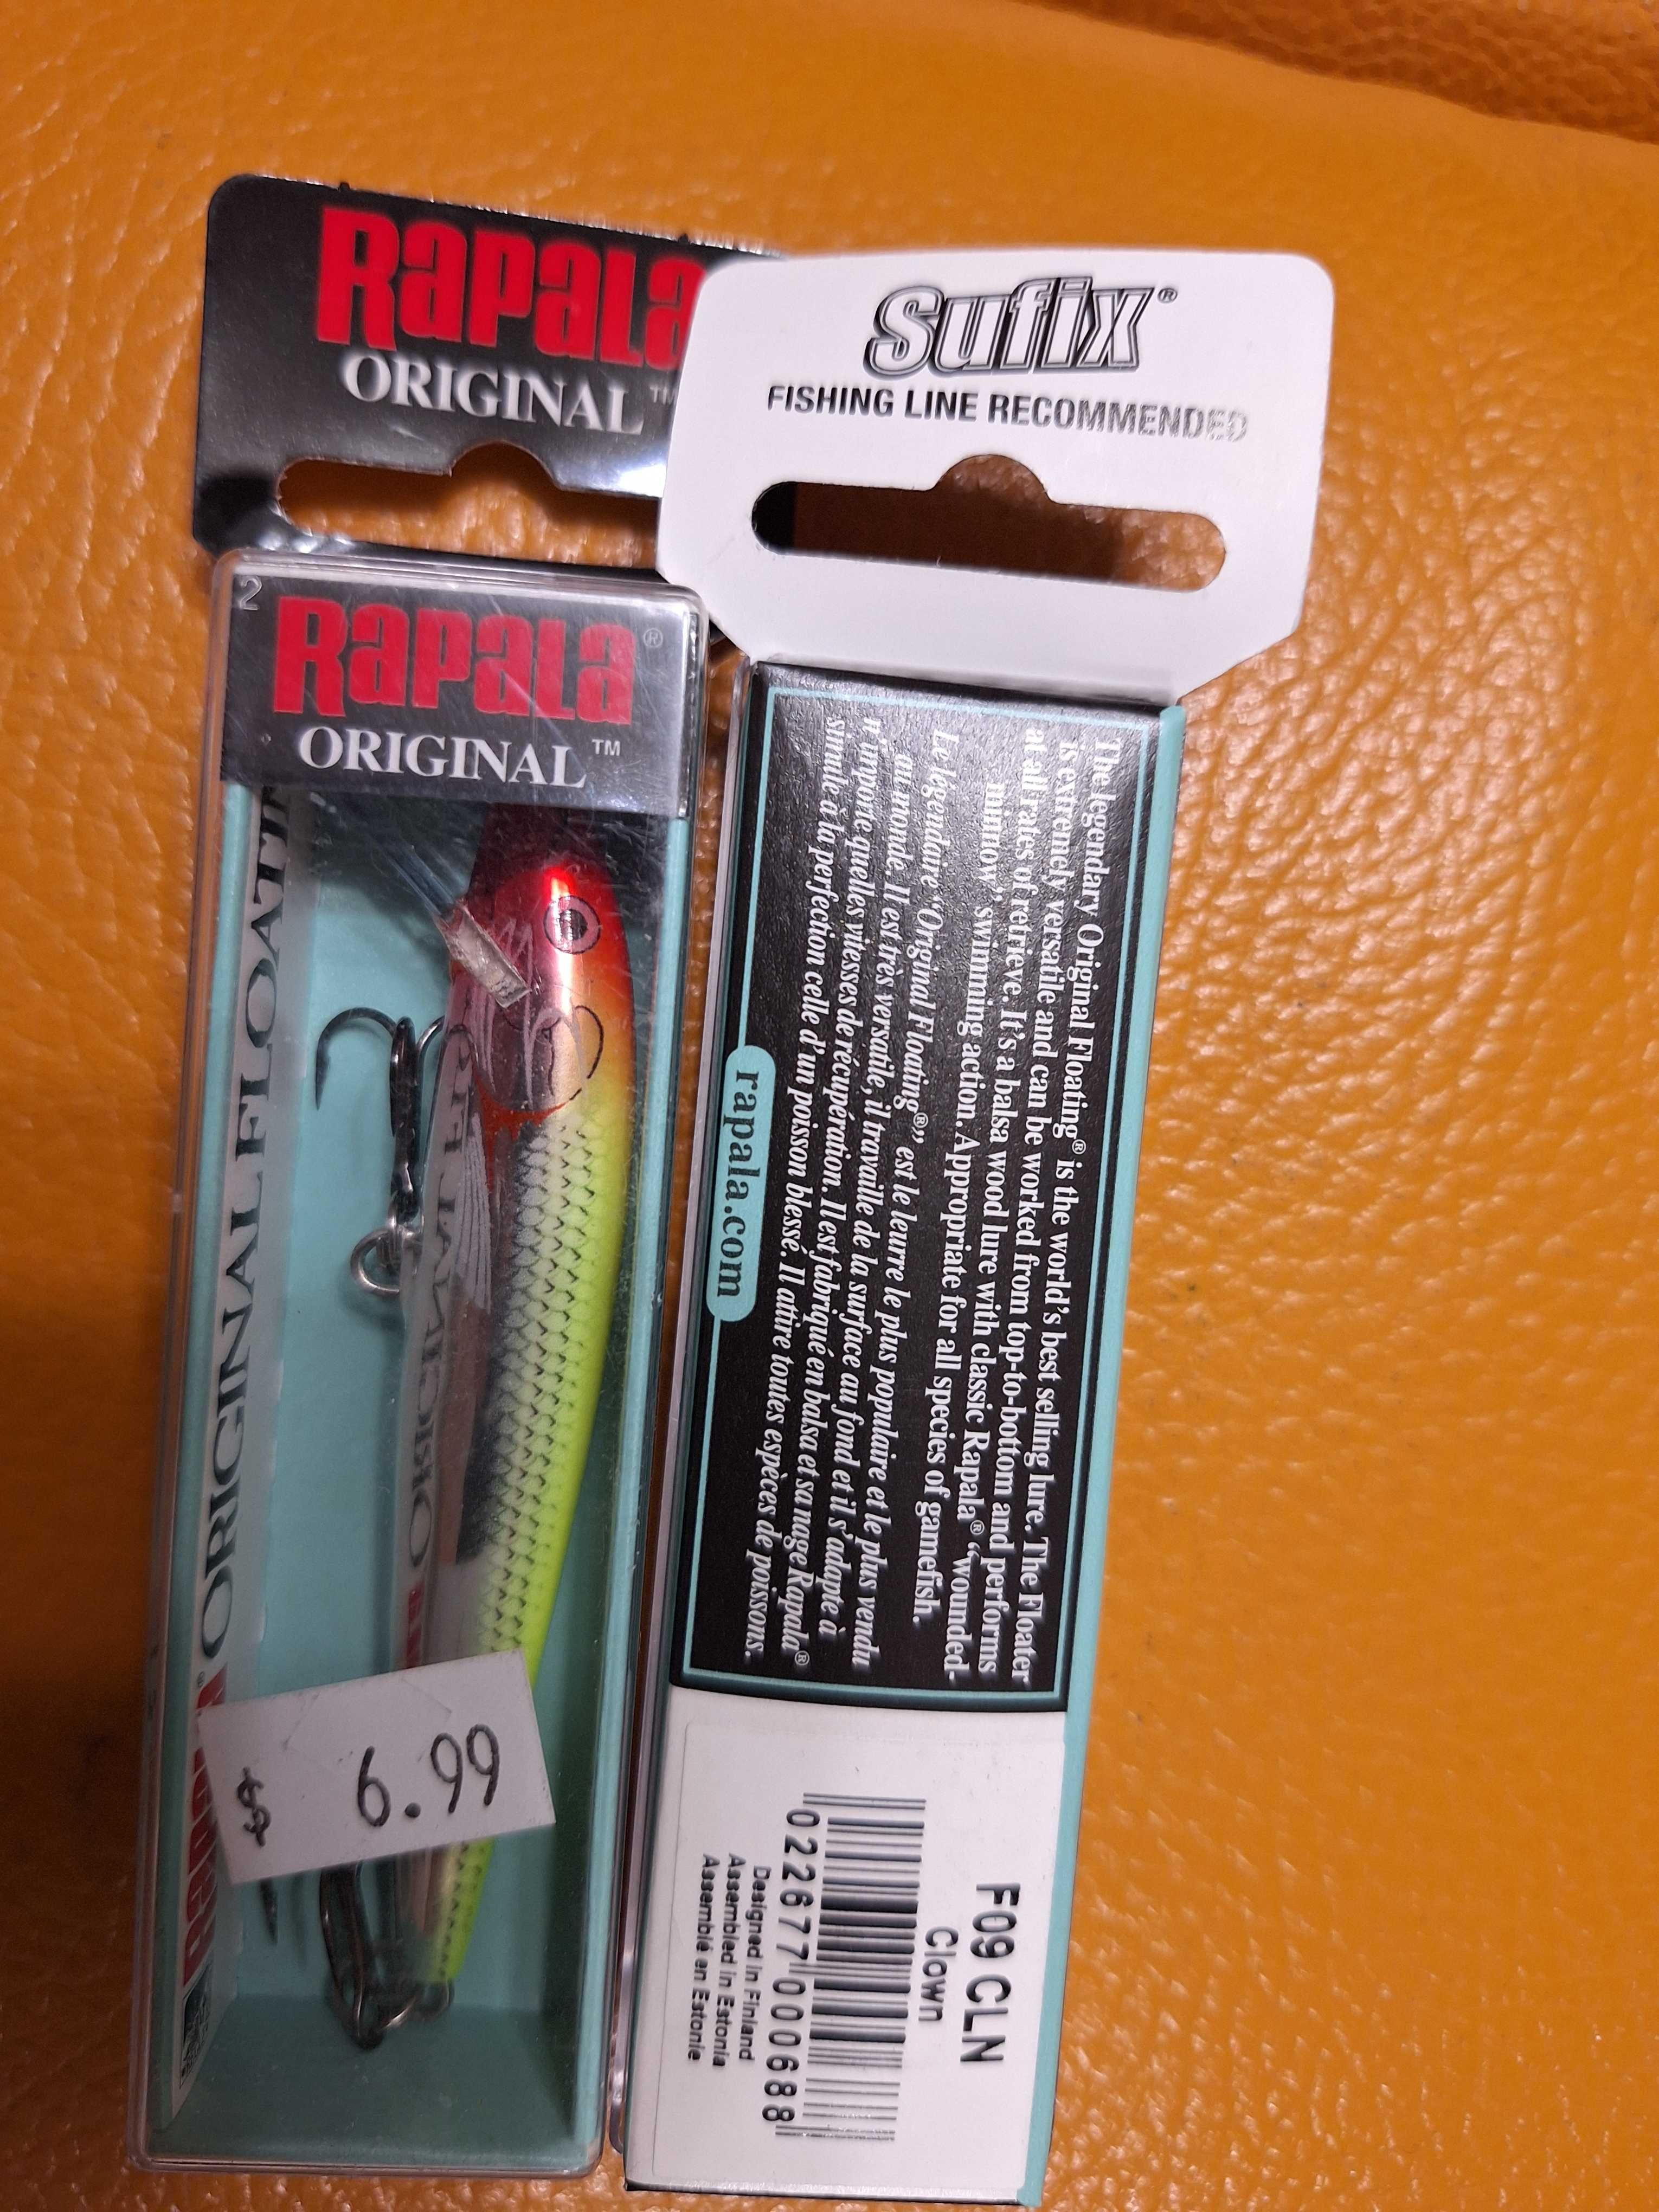 Rapala
ORIGINAL™
2
Rapala®
ORIGINAL™
ORIGINAL FLOATIN
$ 6.99
Sufix®
FISHING LINE RECOMMENDED
The legendary Original Floating® is the world's best selling lure. The Floater
is extremely versatile and can be worked from top-to-bottom and performs
at all rates of retrieve. It's a balsa wood lure with classic Rapala® “wounded-
minnow” swimming action. Appropriate for all species of gamefish.
Le légendaire “Original Floating®” est le leurre le plus populaire et le plus vendu
au monde. Il est très versatile, il travaille de la surface au fond et il s'adapte à
n'importe quelles vitesses de récupération. Il est fabriqué en balsa et sa nage Rapala®
simule à la perfection celle d'un poisson blessé. Il attire toutes espèces de poissons.
rapala.com
F09 CLN
Clown
022677000688
Designed in Finland
Assembled in Estonia
Assemblé en Estonie